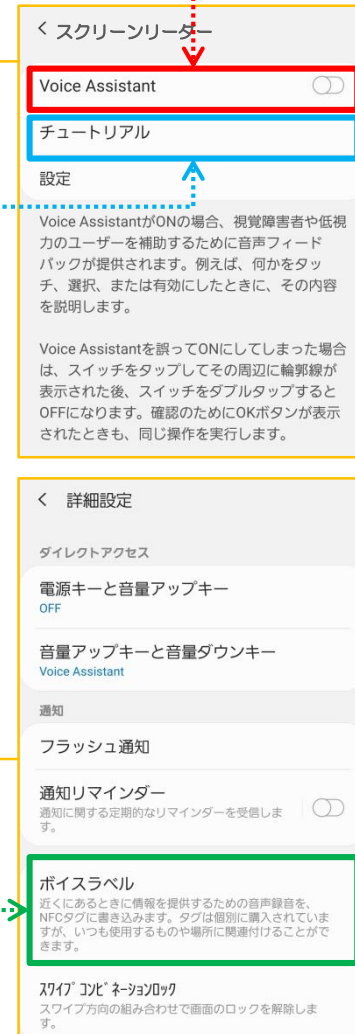 < スクリーンリーダー
Voice Assistant
チュートリアル
設定
Voice AssistantがONの場合、視覚障害者や低視
力のユーザーを補助するために音声フィード
バックが提供されます。例えば、何かをタッ
チ、選択、または有効にしたときに、その内容
を説明します。
Voice Assistantを誤ってONにしてしまった場合
は、スイッチをタップしてその周辺に輪郭線が
表示された後、スイッチをダブルタップすると
OFFになります。確認のためにOKボタンが表示
されたときも、同じ操作を実行します。
< 詳細設定
ダイレクトアクセス
電源キーと音量アップキー
OFF
音量アップキーと音量ダウンキー
Voice Assistant
通知
フラッシュ通知
通知リマインダー
通知に関する定期的なリマインダーを受信しま
す。
ボイスラベル
近くにあるときに情報を提供するための音声録音を、
NFCタグに書き込みます。タグは個別に購入されていま
すが、いつも使用するものや場所に関連付けることがで
きます。
ｽﾜｲﾌﾟ ｺﾝﾋﾞﾈｰｼｮﾝﾛｯｸ
スワイプ方向の組み合わせで画面のロックを解除しま
す。